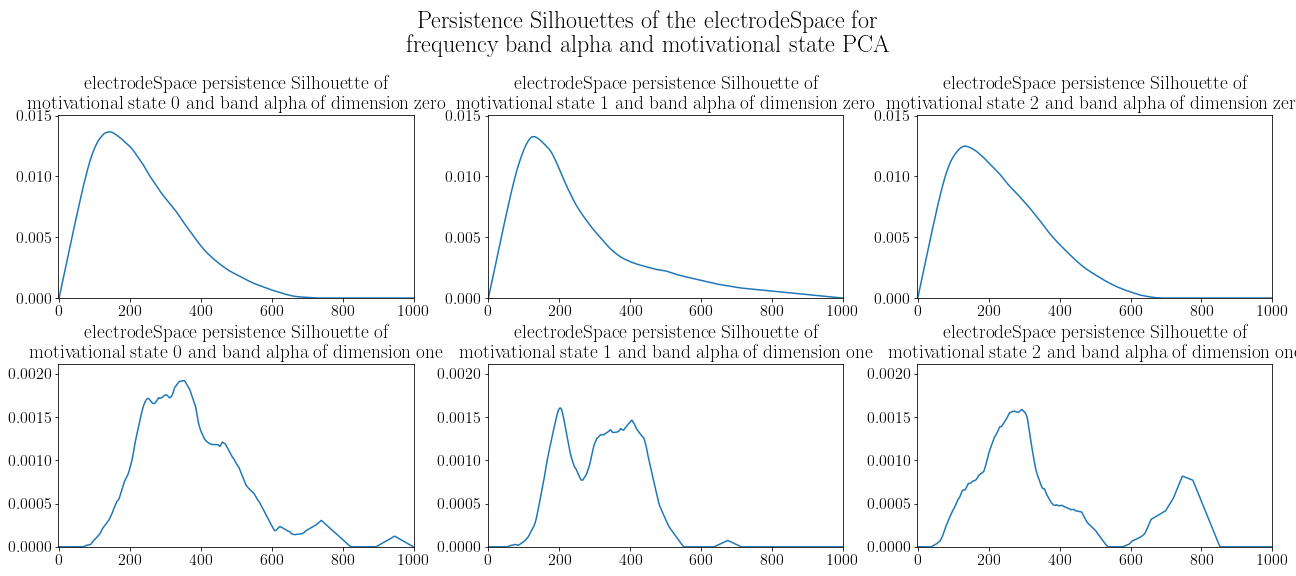 Persistence Silhouettes of the electrodeSpace for
frequency band alpha and motivational state PCA
electrodeSpace persistence Silhouette of
motivational state 0 and band alpha of dimension zero
0.015
0.010
0.005
0.000
0 200 400 600 800 1000
electrodeSpace persistence Silhouette of
motivational state 1 and band alpha of dimension zero
0.015
0.010
0.005
0.000
0 200 400 600 800 1000
electrodeSpace persistence Silhouette of
motivational state 2 and band alpha of dimension zer
0.015
0.010
0.005
0.000
0 200 400 600 800 1000
electrodeSpace persistence Silhouette of
motivational state 0 and band alpha of dimension one
0.0020
0.0015
0.0010
0.0005
0.0000
0 200 400 600 800 1000
electrodeSpace persistence Silhouette of
motivational state 1 and band alpha of dimension one
0.0020
0.0015
0.0010
0.0005
0.0000
0 200 400 600 800 1000
electrodeSpace persistence Silhouette of
motivational state 2 and band alpha of dimension one
0.0020
0.0015
0.0010
0.0005
0.0000
0 200 400 600 800 1000